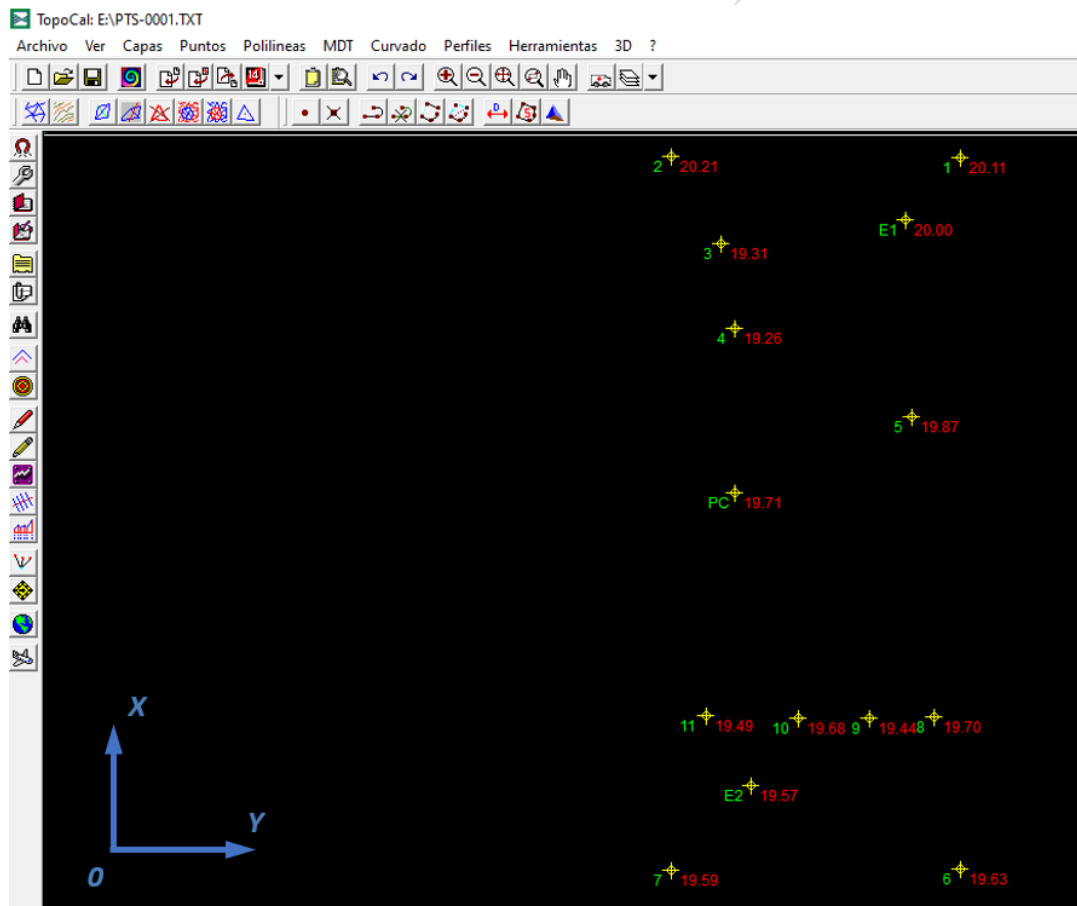 TopoCal: E:\PTS-0001.TXT
Archivo Ver Capas Puntos Polilineas MDT Curvado Perfiles Herramientas 3D ?
2 20.21
1 20.11
E1 20.00
3 19.31
4 19.26
5 19.87
PC 19.71
X
11 19.49
10 19.68
9 19.44
8 19.70
E2 19.57
Y
O
7 19.59
6 19.63